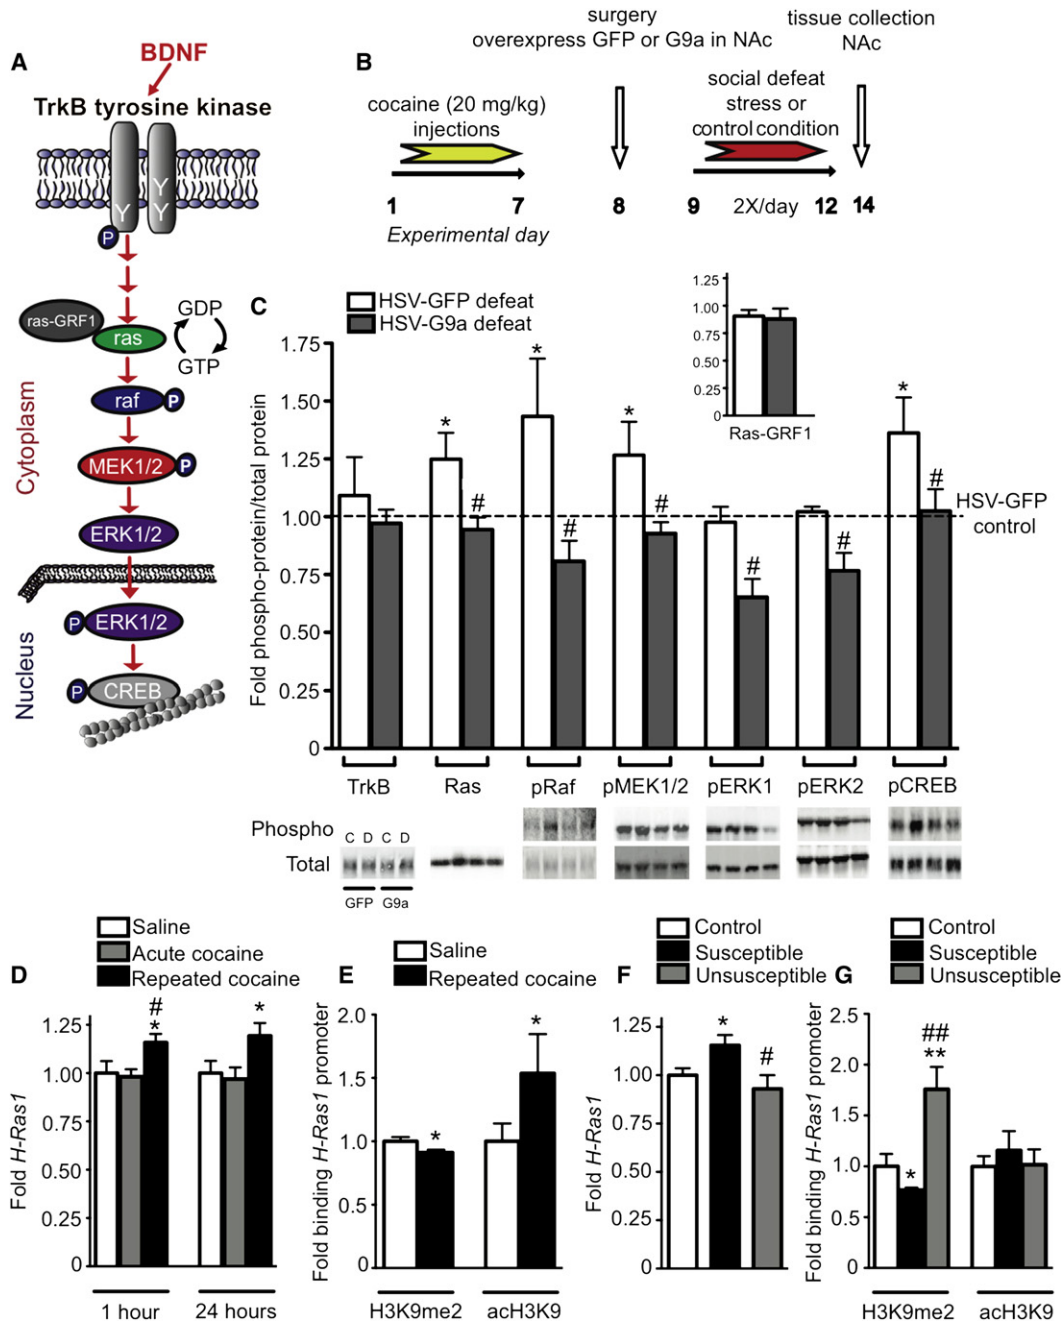 A
BDNF
TrkB tyrosine kinase
Y
Y
Y
P
ras-GRF1
ras
GDP
GTP
raf
P
MEK1/2
P
ERK1/2
P
ERK1/2
P
CREB
Cytoplasm
Nucleus
B
surgery
overexpress GFP or G9a in NAc
tissue collection
NAc
cocaine (20 mg/kg)
injections
social defeat
stress or
control condition
1
7
8
9
2X/day
12
14
Experimental day
C
HSV-GFP defeat
HSV-G9a defeat
Fold phospho-protein/total protein
1.75
1.50
1.25
1.00
0.75
0.50
0.25
0
* * * *
# # # # # #
HSV-GFP
control
1.25
1.00
0.75
0.50
0.25
0
Ras-GRF1
TrkB
Ras
pRaf
pMEK1/2
pERK1
pERK2
pCREB
Phospho
C D C D
Total
GFP
G9a
D
Saline
Acute cocaine
Repeated cocaine
Fold H-Ras1
1.25
1.00
0.75
0.50
0.25
0
#
*
*
1 hour
24 hours
E
Saline
Repeated cocaine
Fold binding H-Ras1 promoter
2.0
1.5
1.0
0.5
0
*
*
H3K9me2
acH3K9
F
Control
Susceptible
Unsusceptible
Fold H-Ras1
1.25
1.00
0.75
0.50
0.25
0
*
#
G
Control
Susceptible
Unsusceptible
Fold binding H-Ras1 promoter
2.5
2.0
1.5
1.0
0.5
0
*
##
**
H3K9me2
acH3K9